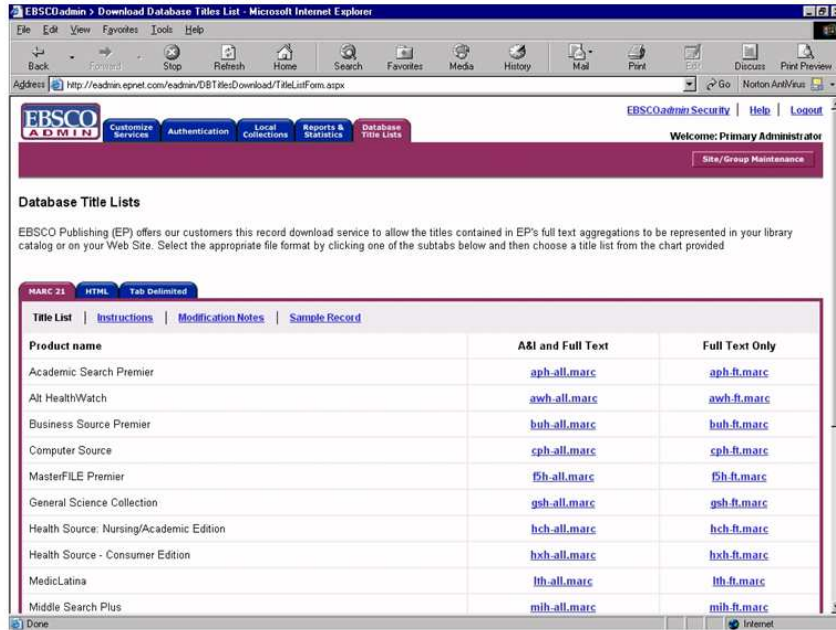 EBSCOadmin > Download Database Titles List - Microsoft Internet Explorer
File Edit View Favorites Tools Help
Back Forward Stop Refresh Home Search Favorites Media History Mail Print Edit Discuss Print Preview
Address http://eadmin.epnet.com/eadmin/DBTitlesDownload/TitleListForm.aspx Go Norton AntiVirus
EBSCOadmin Security | Help | Logout
EBSCO
ADMIN
Customize Services Authentication Local Collections Reports & Statistics Database Title Lists
Welcome: Primary Administrator
Site/Group Maintenance
Database Title Lists
EBSCO Publishing (EP) offers our customers this record download service to allow the titles contained in EP's full text aggregations to be represented in your library
catalog or on your Web Site. Select the appropriate file format by clicking one of the subtabs below and then choose a title list from the chart provided
MARC 21 HTML Tab Delimited
Title List | Instructions | Modification Notes | Sample Record
Product name A&I and Full Text Full Text Only
Academic Search Premier aph-all.marc aph-ft.marc
Alt HealthWatch awh-all.marc awh-ft.marc
Business Source Premier buh-all.marc buh-ft.marc
Computer Source cph-all.marc cph-ft.marc
MasterFILE Premier f5h-all.marc f5h-ft.marc
General Science Collection gsh-all.marc gsh-ft.marc
Health Source: Nursing/Academic Edition hch-all.marc hch-ft.marc
Health Source - Consumer Edition hxh-all.marc hxh-ft.marc
MedicLatina lth-all.marc lth-ft.marc
Middle Search Plus mih-all.marc mih-ft.marc
Done Internet